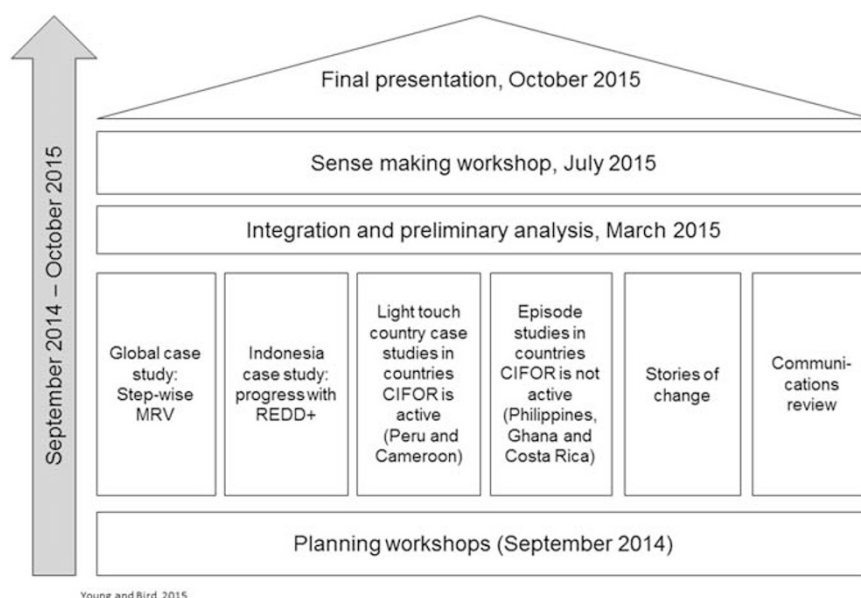 Final presentation, October 2015
Sense making workshop, July 2015
Integration and preliminary analysis, March 2015
September 2014 – October 2015
Global case
study:
Step-wise
MRV
Indonesia
case study:
progress with
REDD+
Light touch
country case
studies in
countries
CIFOR is
active
(Peru and
Cameroon)
Episode
studies in
countries
CIFOR is not
active
(Philippines,
Ghana and
Costa Rica)
Stories of
change
Communi-
cations
review
Planning workshops (September 2014)
Young and Bird, 2015